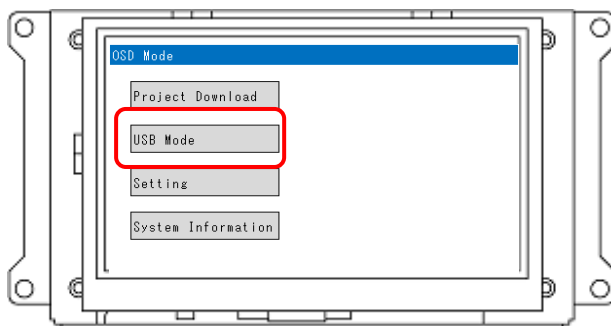 OSD Mode
Project Download
USB Mode
Setting
System Information